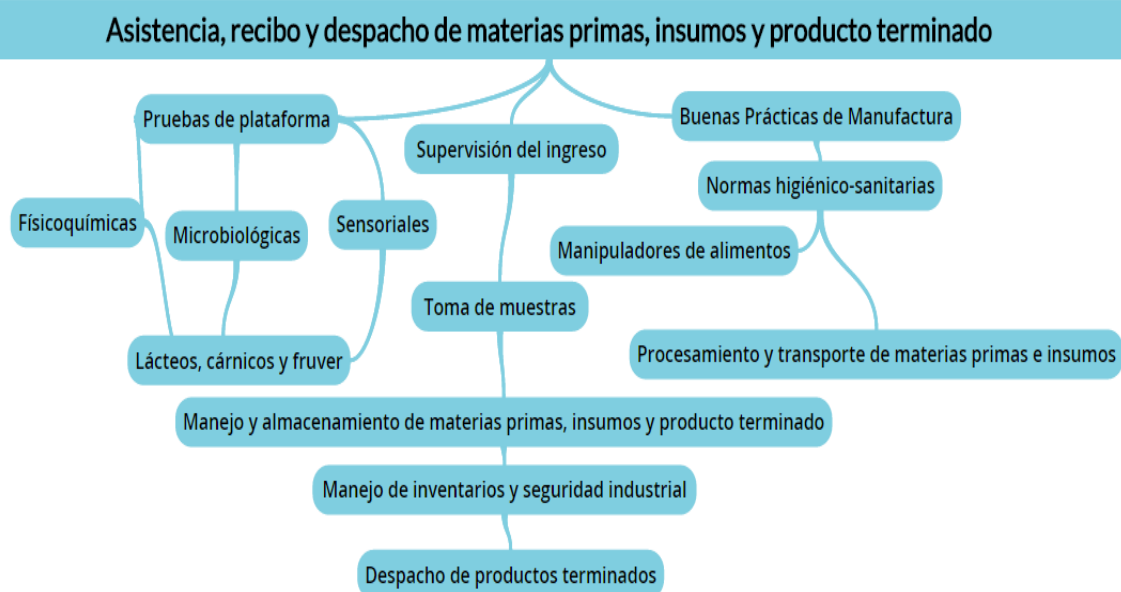 Asistencia, recibo y despacho de materias primas, insumos y producto terminado
Pruebas de plataforma
Físicoquímicas
Microbiológicas
Sensoriales
Lácteos, cárnicos y fruver
Supervisión del ingreso
Toma de muestras
Manejo y almacenamiento de materias primas, insumos y producto terminado
Manejo de inventarios y seguridad industrial
Despacho de productos terminados
Buenas Prácticas de Manufactura
Normas higiénico-sanitarias
Manipuladores de alimentos
Procesamiento y transporte de materias primas e insumos